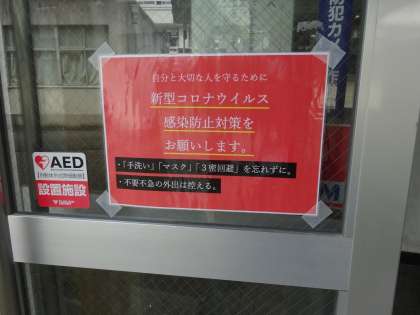 自分と大切な人を守るために
新型コロナウイルス
感染防止対策を
お願いします。
・「手洗い」「マスク」「3密回避」を忘れずに。
・不要不急の外出は控える。
AED
設置施設
防犯カ